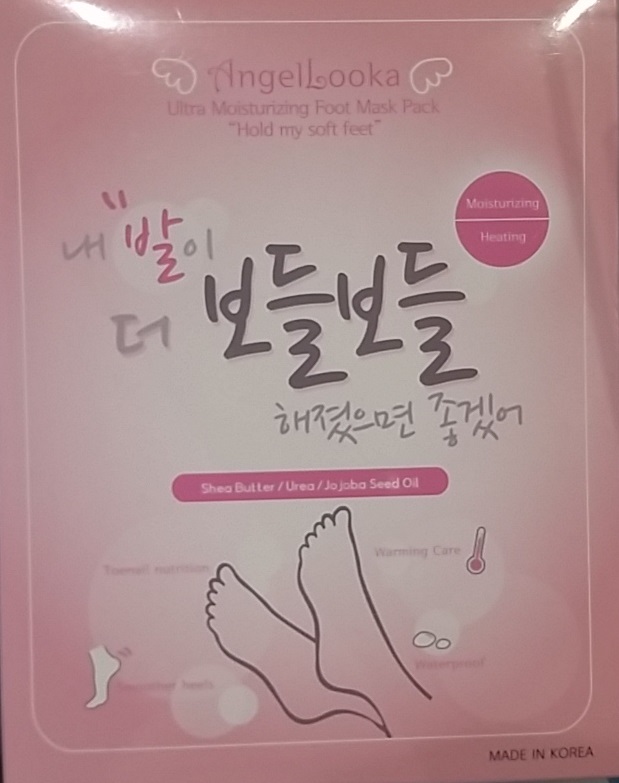 AngelLooka
Ultra Moisturizing Foot Mask Pack
“Hold my soft feet”
Moisturizing
Heating
내 "발이
더 보들보들
해졌으면 좋겠어
Shea Butter / Urea / Jojoba Seed Oil
Warming Care
Toenail nutrition
Waterproof
heels
MADE IN KOREA